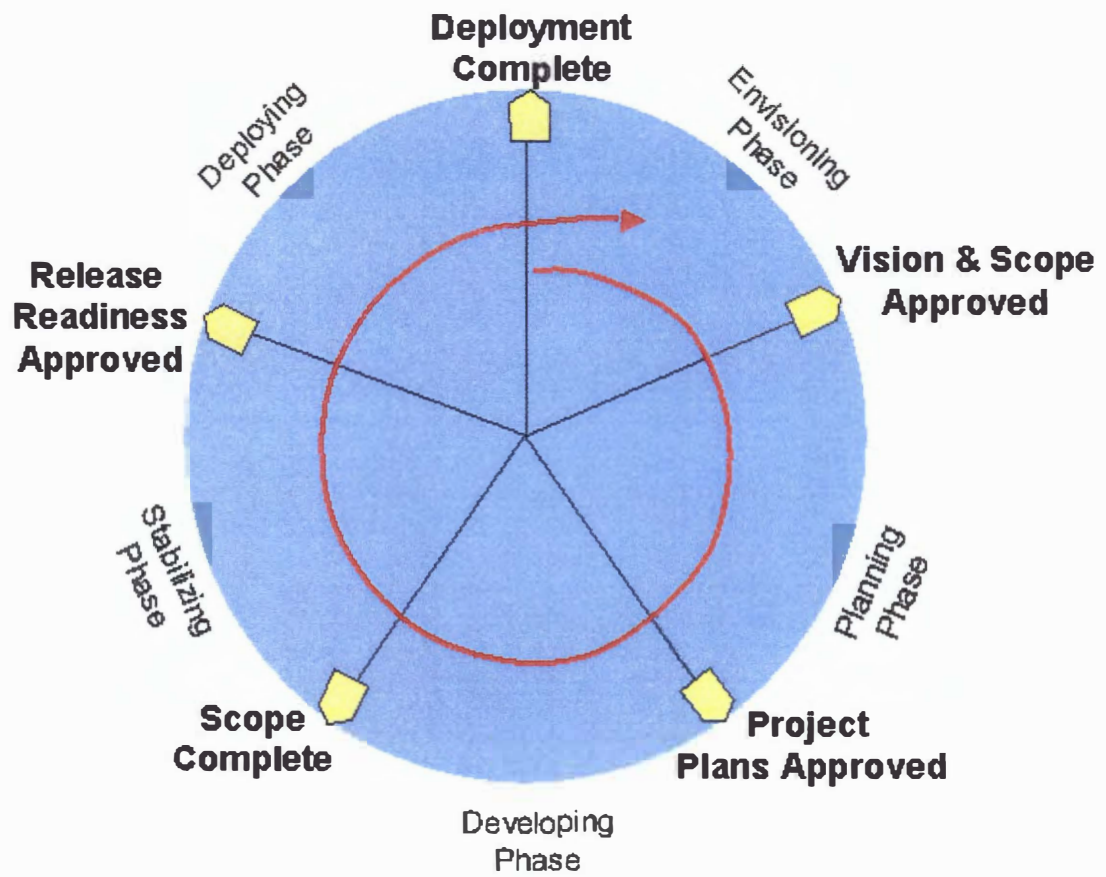 Deployment
Complete
Envisioning
Phase
Vision & Scope
Approved
Planning
Phase
Project
Plans Approved
Developing
Phase
Scope
Complete
Stabilizing
Phase
Release
Readiness
Approved
Deploying
Phase